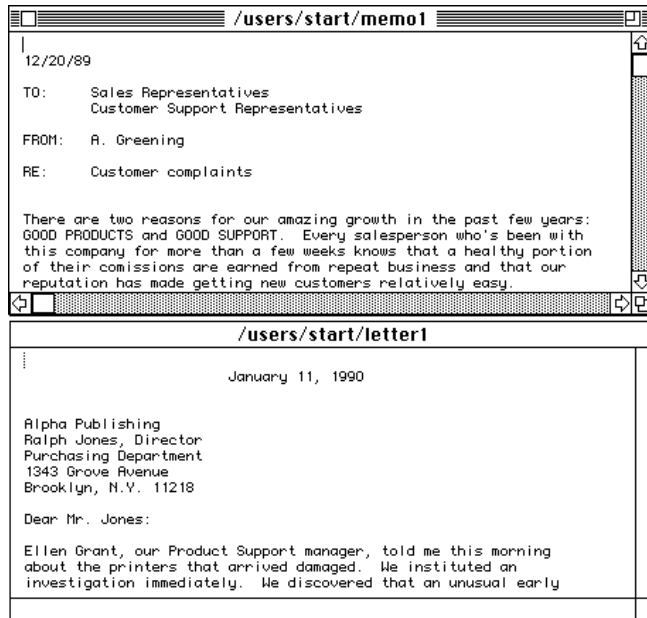 /users/start/memo1
12/20/89
TO: Sales Representatives
Customer Support Representatives
FROM: A. Greening
RE: Customer complaints
There are two reasons for our amazing growth in the past few years:
GOOD PRODUCTS and GOOD SUPPORT. Every salesperson who's been with
this company for more than a few weeks knows that a healthy portion
of their comissions are earned from repeat business and that our
reputation has made getting new customers relatively easy.
/users/start/letter1
January 11, 1990
Alpha Publishing
Ralph Jones, Director
Purchasing Department
1343 Grove Avenue
Brooklyn, N.Y. 11218
Dear Mr. Jones:
Ellen Grant, our Product Support manager, told me this morning
about the printers that arrived damaged. We instituted an
investigation immediately. We discovered that an unusual early